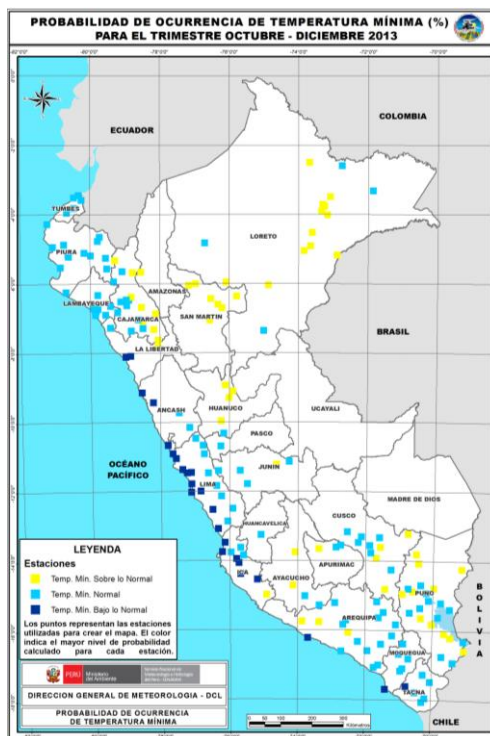 PROBABILIDAD DE OCURRENCIA DE TEMPERATURA MÍNIMA (%)
PARA EL TRIMESTRE OCTUBRE - DICIEMBRE 2013
COLOMBIA
ECUADOR
TUMBES
LORETO
PIURA
AMAZONAS
LAMBAYEQUE
SAN MARTIN
CAJAMARCA
BRASIL
LA LIBERTAD
ANCASH
HUANUCO
UCAYALI
PASCO
OCÉANO
PACÍFICO
JUNIN
LIMA
MADRE DE DIOS
CUSCO
HUANCAVELICA
APURIMAC
ICA
AYACUCHO
PUNO
BOLIVIA
AREQUIPA
MOQUEGUA
TACNA
CHILE
LEYENDA
Estaciones
Temp. Mín. Sobre lo Normal
Temp. Mín. Normal
Temp. Mín. Bajo lo Normal
Los puntos representan las estaciones
utilizadas para crear el mapa. El color
indica el mayor nivel de probabilidad
calculado para cada estación.
PERÚ
Ministerio
del Ambiente
DIRECCION GENERAL DE METEOROLOGIA - DCL
PROBABILIDAD DE OCURRENCIA
DE TEMPERATURA MÍNIMA